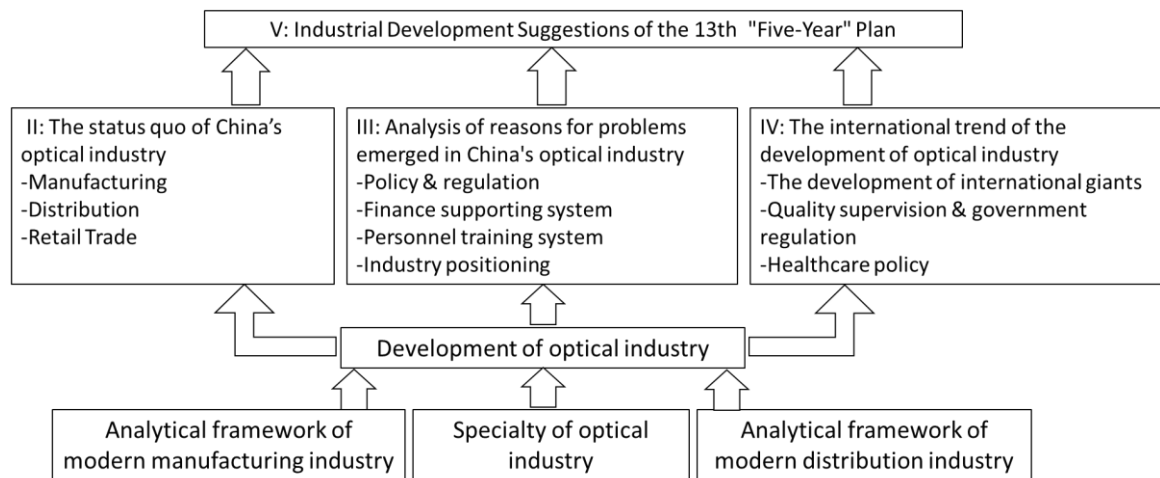 V: Industrial Development Suggestions of the 13th "Five-Year" Plan
II: The status quo of China’s
optical industry
-Manufacturing
-Distribution
-Retail Trade
III: Analysis of reasons for problems
emerged in China's optical industry
-Policy & regulation
-Finance supporting system
-Personnel training system
-Industry positioning
IV: The international trend of the
development of optical industry
-The development of international giants
-Quality supervision & government
regulation
-Healthcare policy
Development of optical industry
Analytical framework of
modern manufacturing industry
Specialty of optical
industry
Analytical framework of
modern distribution industry